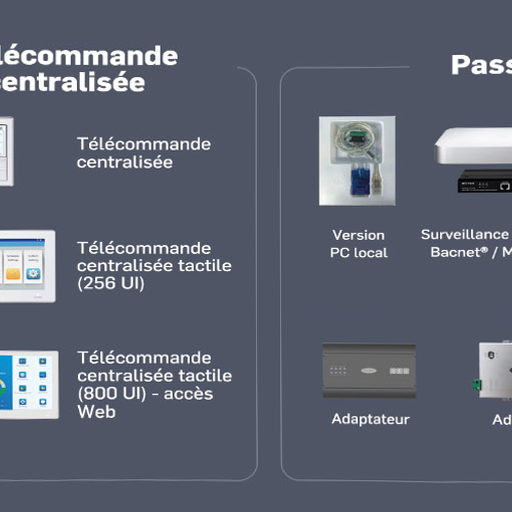 lécommande
entralisée
Télécommande
centralisée
Télécommande
centralisée tactile
(256 UI)
Télécommande
centralisée tactile
(800 UI) - accès
Web
Pass
Version
PC local
Surveillance
Bacnet® / M
Adaptateur
Ad